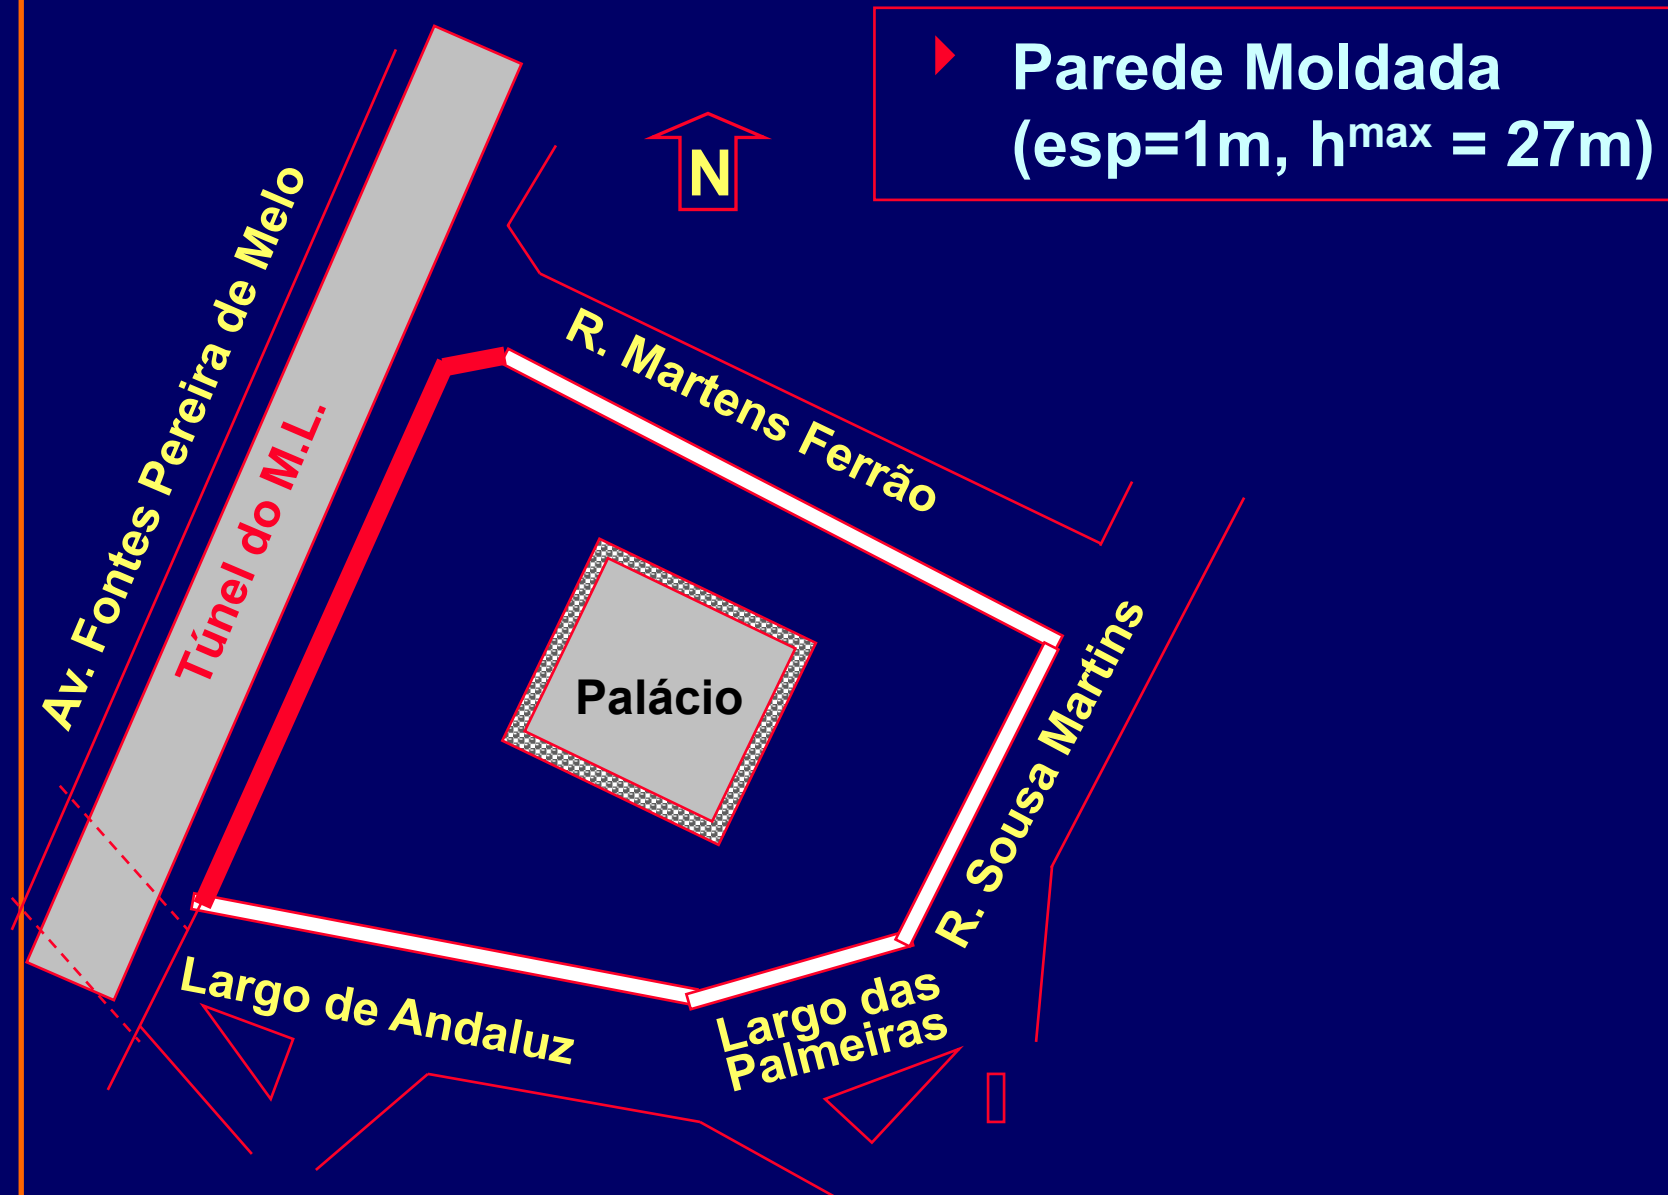 Parede Moldada
(esp=1m, hmax = 27m)
N
Av. Fontes Pereira de Melo
Túnel do M.L.
R. Martens Ferrão
Palácio
R. Sousa Martins
Largo de Andaluz
Largo das
Palmeiras